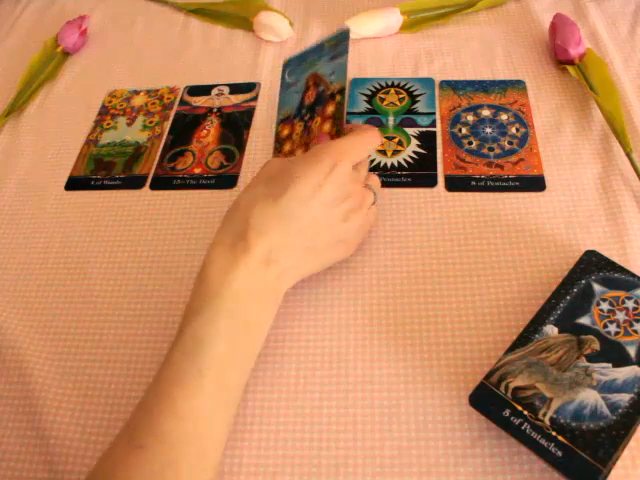 4 of Wands
15~The Devil
Pentacles
8 of Pentacles
5 of Pentacles